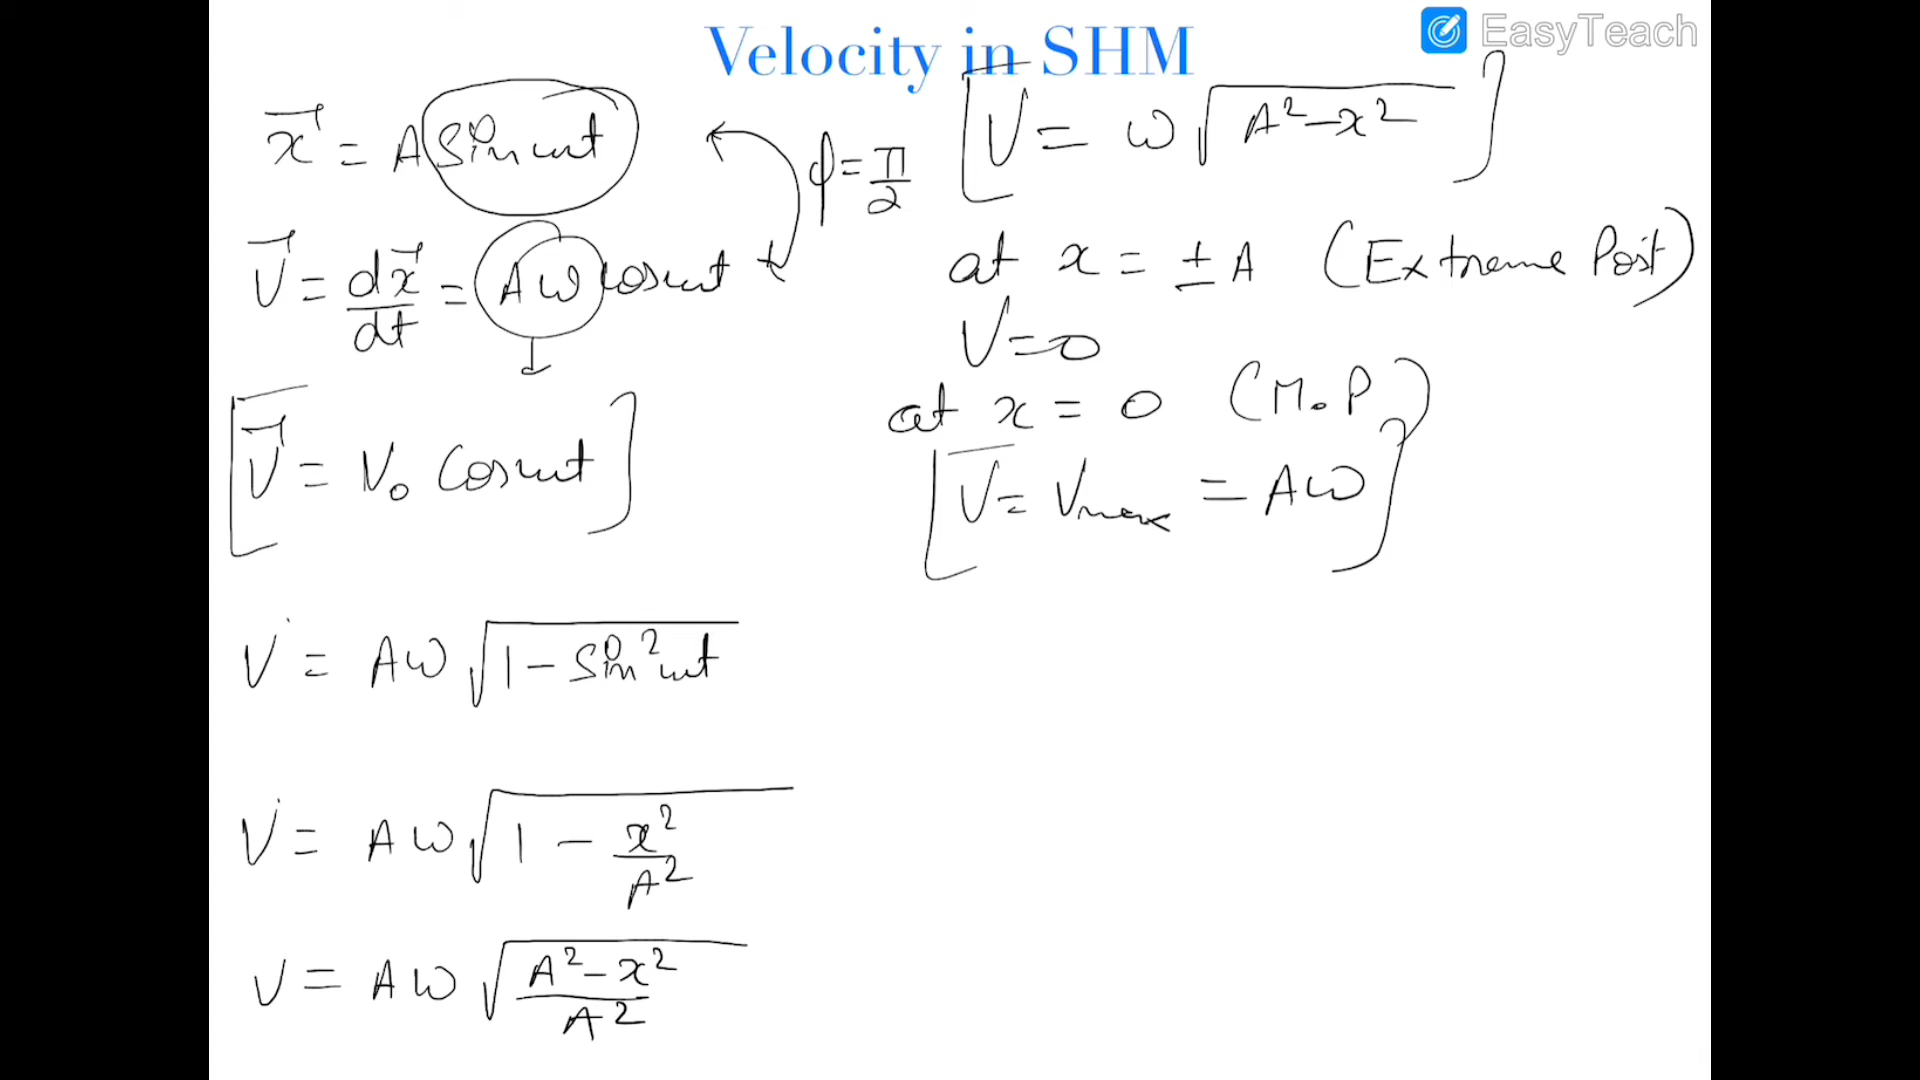 Velocity in SHM
EasyTeach
x⃗ = A Sin ωt
ϕ = π/2
v⃗ = dx⃗/dt = Aω cosωt
[v⃗ = V₀ Cosωt]
V = Aω √(1 - Sin²ωt)
V = Aω √(1 - x²/A²)
V = Aω √((A² - x²)/A²)
[V = ω √(A² - x²)]
at x = ± A (Extreme Posit)
V = 0
at x = 0 (M.P)
[V = Vmax = Aω]